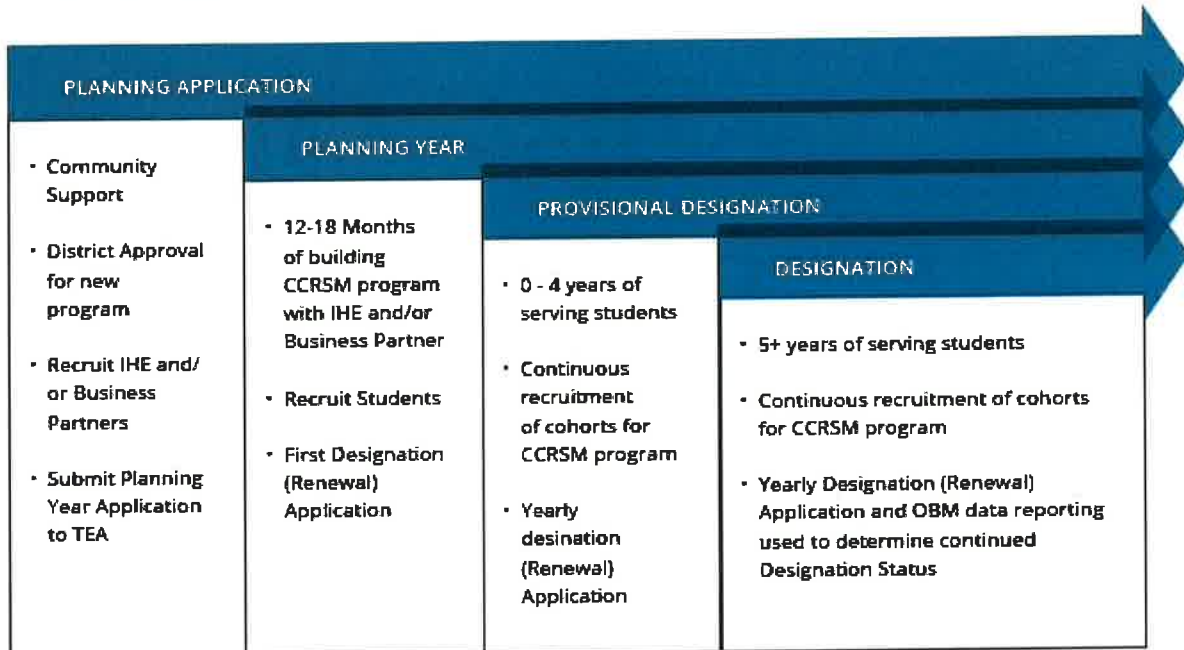 PLANNING APPLICATION
• Community
Support
• District Approval
for new
program
• Recruit IHE and/
or Business
Partners
• Submit Planning
Year Application
to TEA
PLANNING YEAR
• 12-18 Months
of building
CCRSM program
with IHE and/or
Business Partner
• Recruit Students
• First Designation
(Renewal)
Application
PROVISIONAL DESIGNATION
• 0 - 4 years of
serving students
• Continuous
recruitment
of cohorts for
CCRSM program
• Yearly
desination
(Renewal)
Application
DESIGNATION
• 5+ years of serving students
• Continuous recruitment of cohorts
for CCRSM program
• Yearly Designation (Renewal)
Application and OBM data reporting
used to determine continued
Designation Status